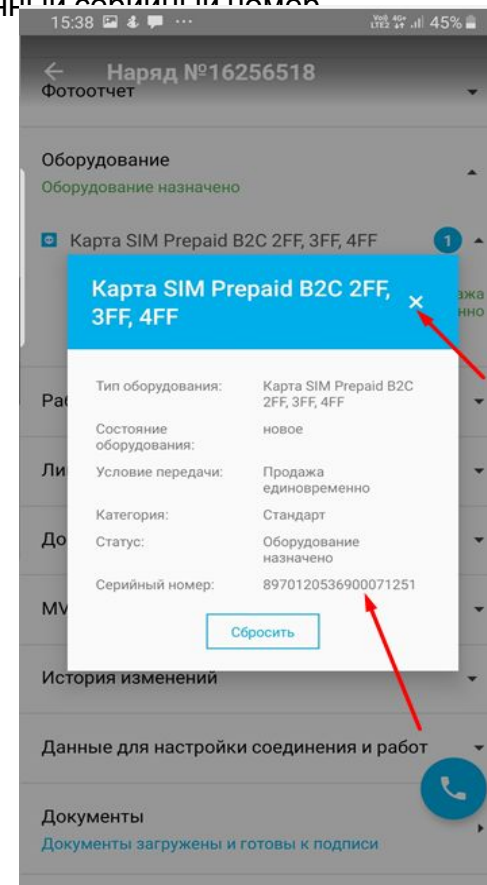 серийный номер
15:38
LTE2 45%
Наряд №16256518
Фотоотчет
Оборудование
Оборудование назначено
Карта SIM Prepaid B2C 2FF, 3FF, 4FF
1
Карта SIM Prepaid B2C 2FF,
3FF, 4FF
Тип оборудования: Карта SIM Prepaid B2C
2FF, 3FF, 4FF
Состояние новое
оборудования:
Условие передачи: Продажа
единовременно
Категория: Стандарт
Статус: Оборудование
назначено
Серийный номер: 8970120536900071251
Сбросить
История изменений
Данные для настройки соединения и работ
Документы
Документы загружены и готовы к подписи